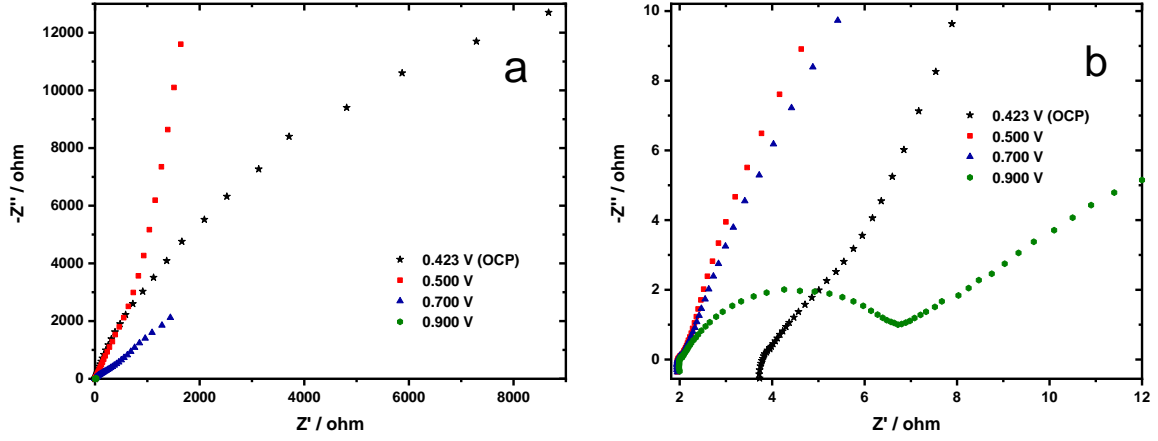 12000
10000
8000
6000
4000
2000
0
-Z'' / ohm
a
0.423 V (OCP)
0.500 V
0.700 V
0.900 V
0 2000 4000 6000 8000
Z' / ohm
10
8
6
4
2
0
-Z'' / ohm
b
0.423 V (OCP)
0.500 V
0.700 V
0.900 V
2 4 6 8 10 12
Z' / ohm